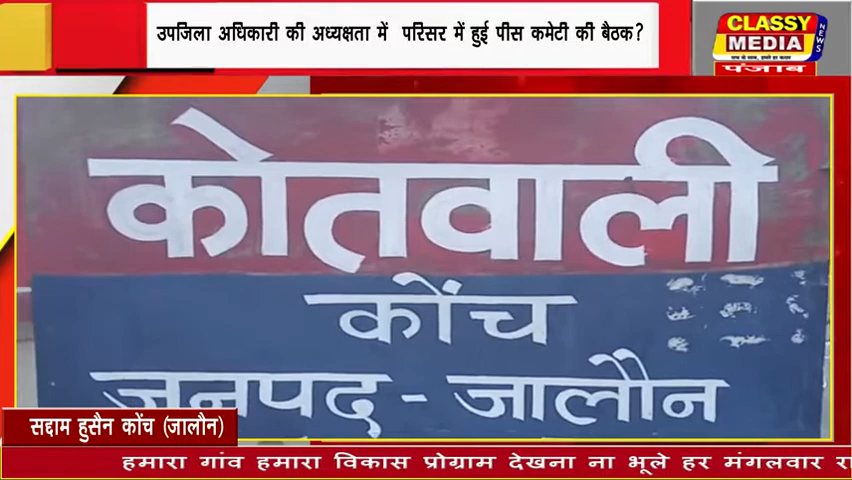 उपजिला अधिकारी की अध्यक्षता में परिसर में हुई पीस कमेटी की बैठक?
CLASSY
MEDIA
NEWS
पंजाब
कोतवाली
कोंच
जनपद - जालौन
सद्दाम हुसैन कोंच (जालौन)
हमारा गांव हमारा विकास प्रोग्राम देखना ना भूले हर मंगलवार रा